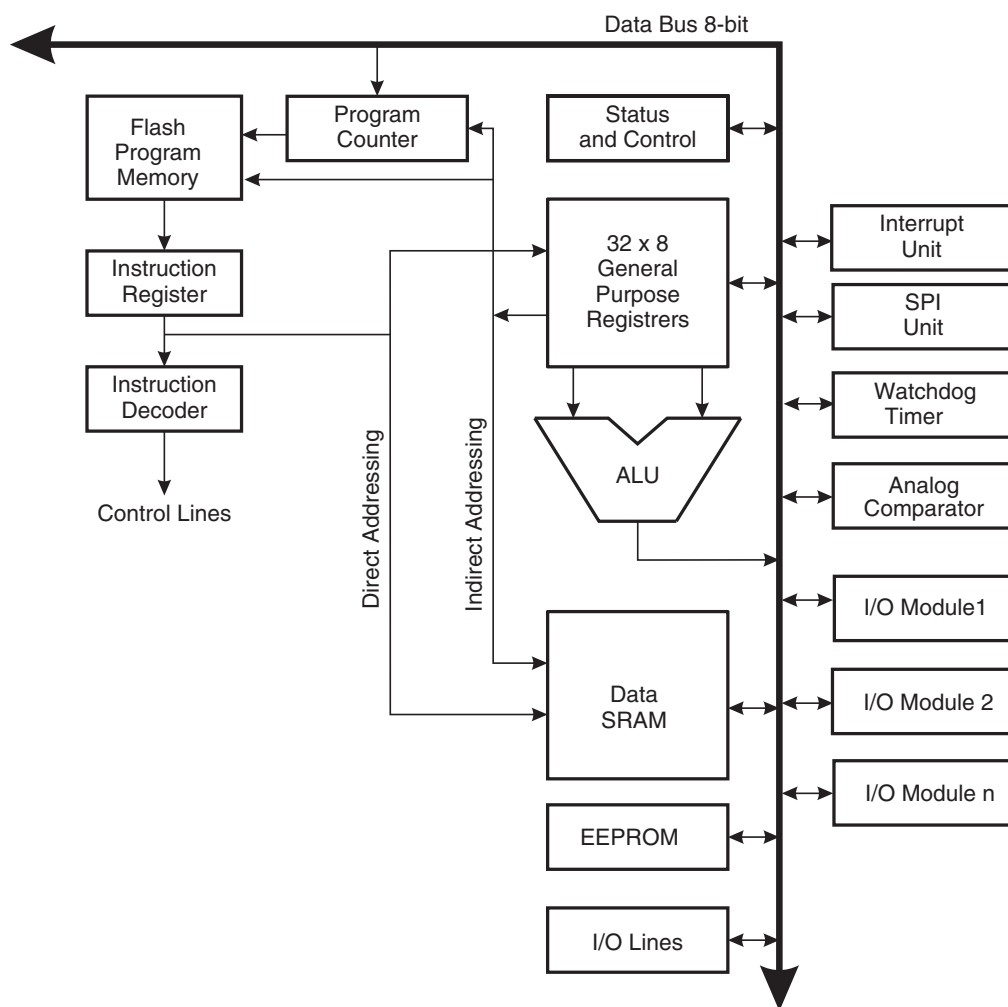 Data Bus 8-bit
Flash
Program
Memory
Program
Counter
Status
and Control
Instruction
Register
32 x 8
General
Purpose
Registrers
Interrupt
Unit
SPI
Unit
Instruction
Decoder
Watchdog
Timer
Control Lines
Direct Addressing
Indirect Addressing
ALU
Analog
Comparator
I/O Module1
Data
SRAM
I/O Module 2
I/O Module n
EEPROM
I/O Lines